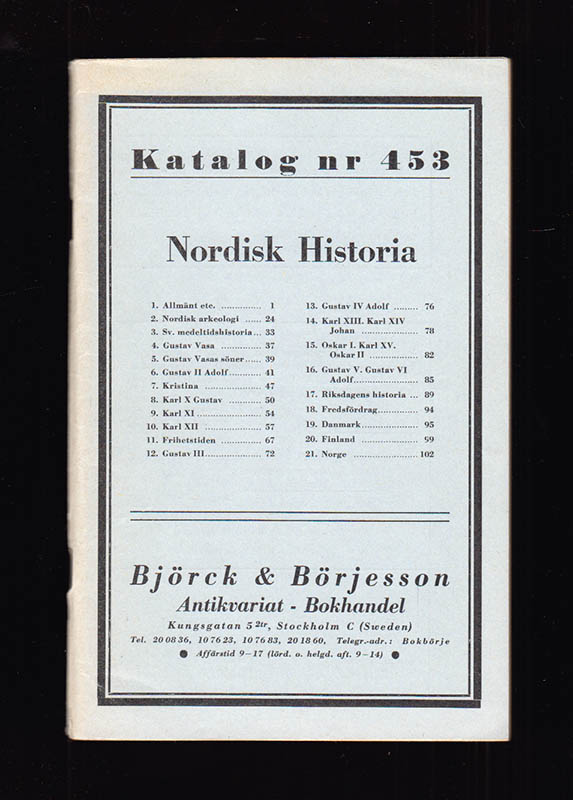 Katalog nr 453
Nordisk Historia
1. Allmänt etc. .............. 1
2. Nordisk arkeologi ...... 24
3. Sv. medeltidshistoria ... 33
4. Gustav Vasa ............ 37
5. Gustav Vasas söner ..... 39
6. Gustav II Adolf ......... 41
7. Kristina .............. 47
8. Karl X Gustav ......... 50
9. Karl XI ................ 54
10. Karl XII ............... 57
11. Frihetstiden ........... 67
12. Gustav III .............. 72
13. Gustav IV Adolf ........ 76
14. Karl XIII. Karl XIV
Johan .............. 78
15. Oskar I. Karl XV.
Oskar II ............ 82
16. Gustav V. Gustav VI
Adolf ................ 85
17. Riksdagens historia ... 89
18. Fredsfördrag ........... 94
19. Danmark ............... 95
20. Finland ............... 99
21. Norge ................. 102
Björck & Börjesson
Antikvariat - Bokhandel
Kungsgatan 5 2tr, Stockholm C (Sweden)
Tel. 20 08 36, 10 76 23, 10 76 83, 20 18 60, Telegr.-adr.: Bokbörje
● Affärstid 9–17 (lörd. o. helgd. aft. 9–14) ●